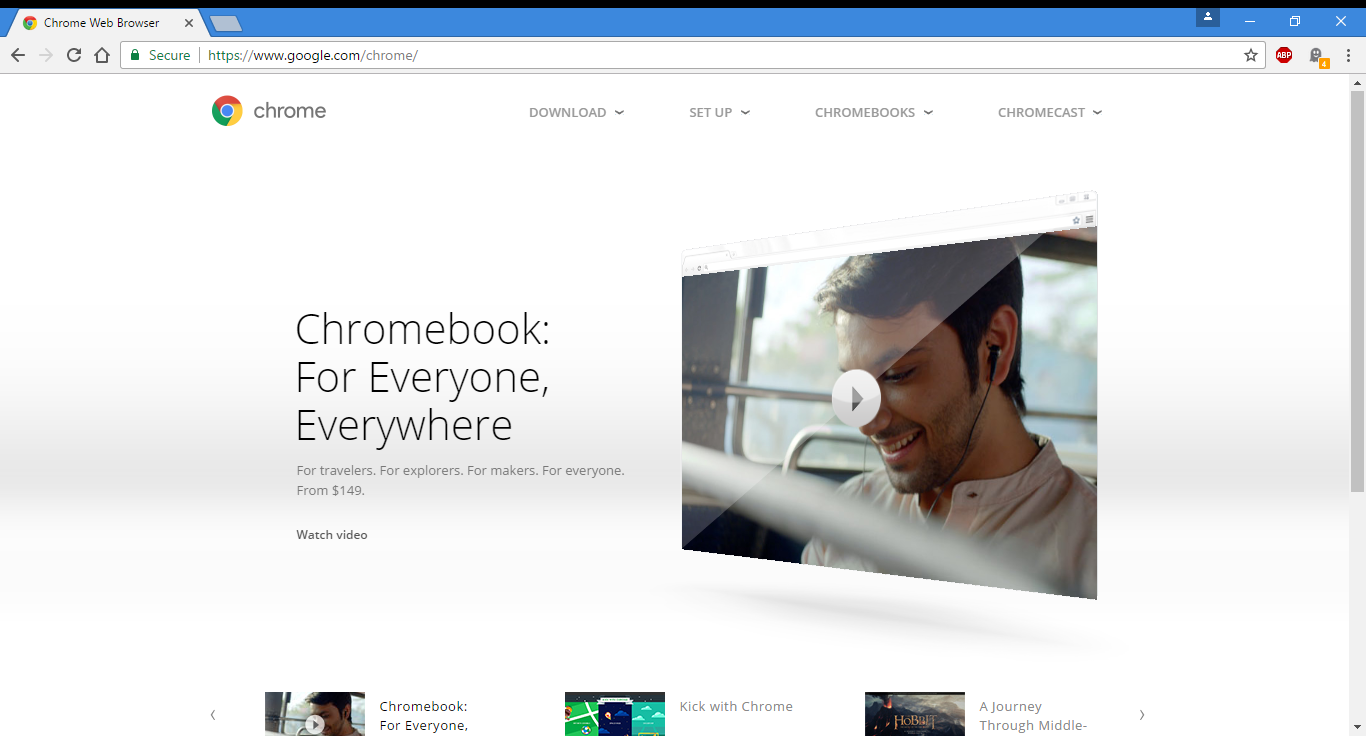 Chrome Web Browser
Secure
https://www.google.com/chrome/
ABP
4
chrome
DOWNLOAD
SET UP
CHROMEBOOKS
CHROMECAST
Chromebook:
For Everyone,
Everywhere
For travelers. For explorers. For makers. For everyone.
From $149.
Watch video
Chromebook:
For Everyone,
Kick with Chrome
HOBBIT
A Journey
Through Middle-